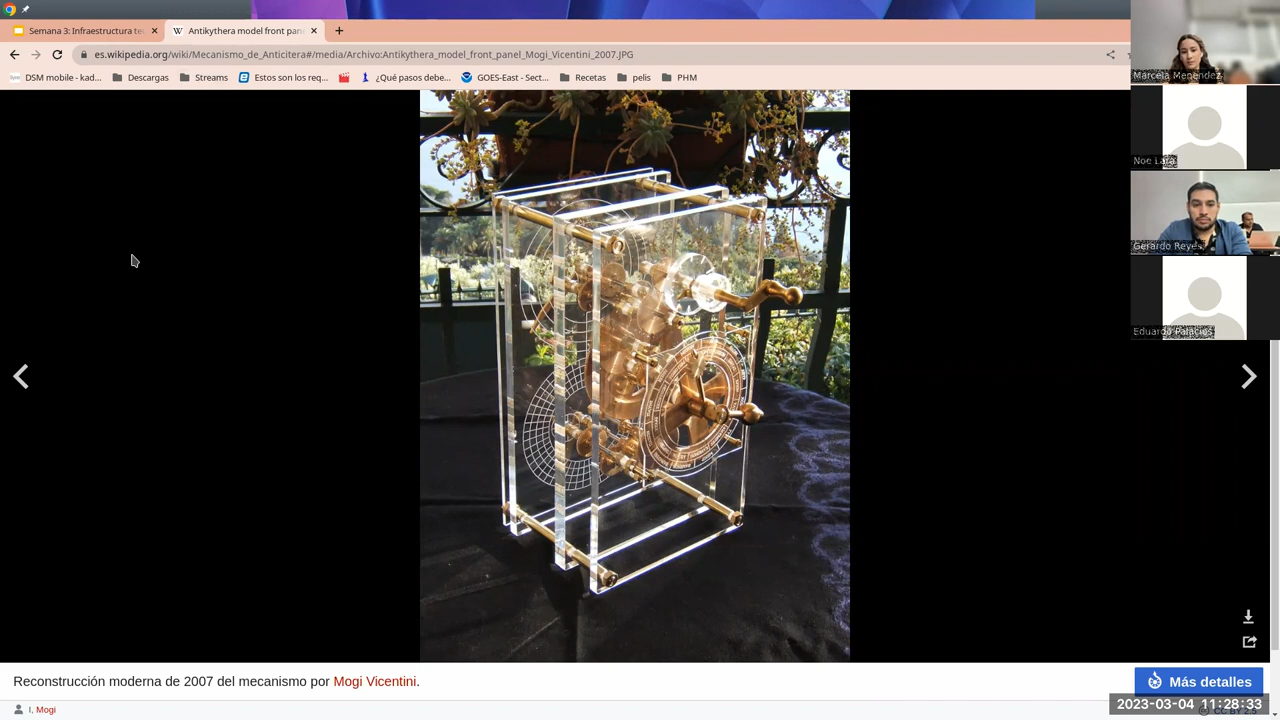 Semana 3: Infraestructura te
Antikythera model front pan
es.wikipedia.org/wiki/Mecanismo_de_Anticitera#/media/Archivo:Antikythera_model_front_panel_Mogi_Vicentini_2007.JPG
DSM mobile - kad...
Descargas
Streams
Estos son los req...
¿Qué pasos debe...
GOES-East - Sect...
Recetas
pelis
PHM
Marcela Menéndez
Noe Lara
Gerardo Reyes
Eduardo Palacios
Reconstrucción moderna de 2007 del mecanismo por Mogi Vicentini.
Más detalles
I, Mogi
2023-03-04 11:28:33